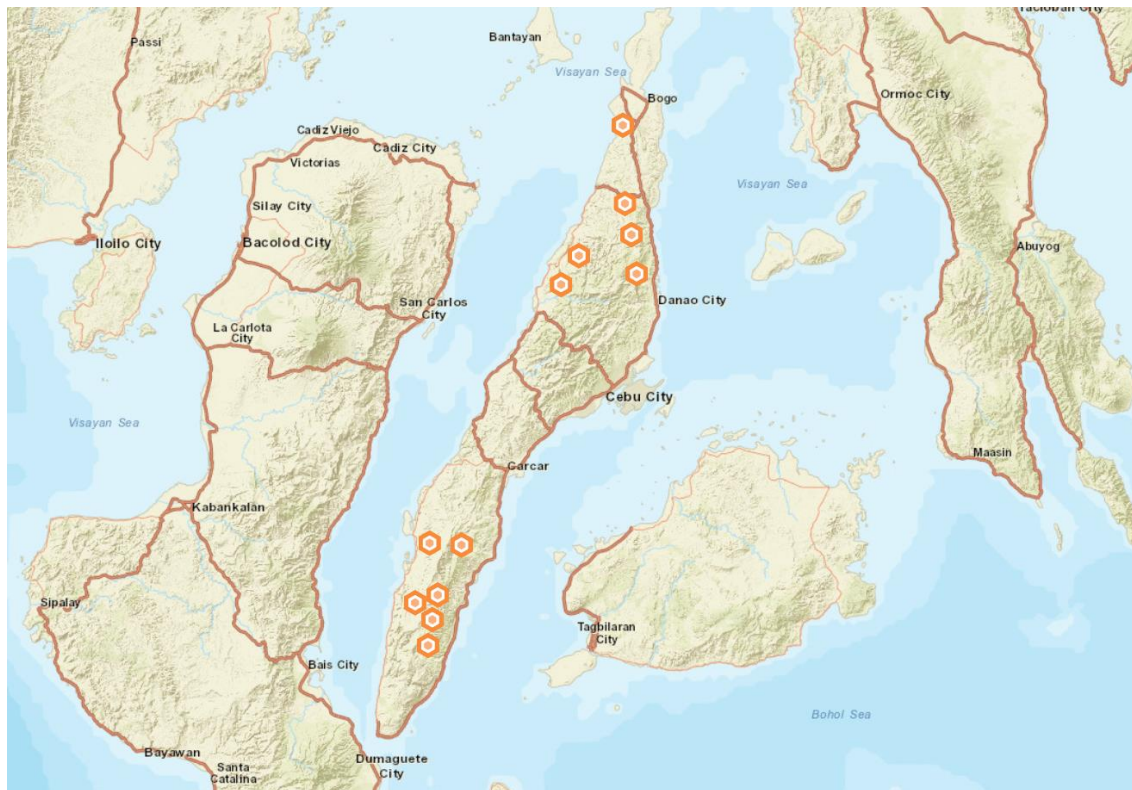 Tacloban City
Passi
Bantayan
Visayan Sea
Bogo
Ormoc City
Cadiz Viejo
Cadiz City
Victorias
Visayan Sea
Silay City
Bacolod City
Iloilo City
Abuyog
San Carlos
City
Danao City
La Carlota
City
Cebu City
Visayan Sea
Maasin
Carcar
Kabankalan
Sipalay
Tagbilaran
City
Bais City
Bohol Sea
Bayawan
Santa
Catalina
Dumaguete
City